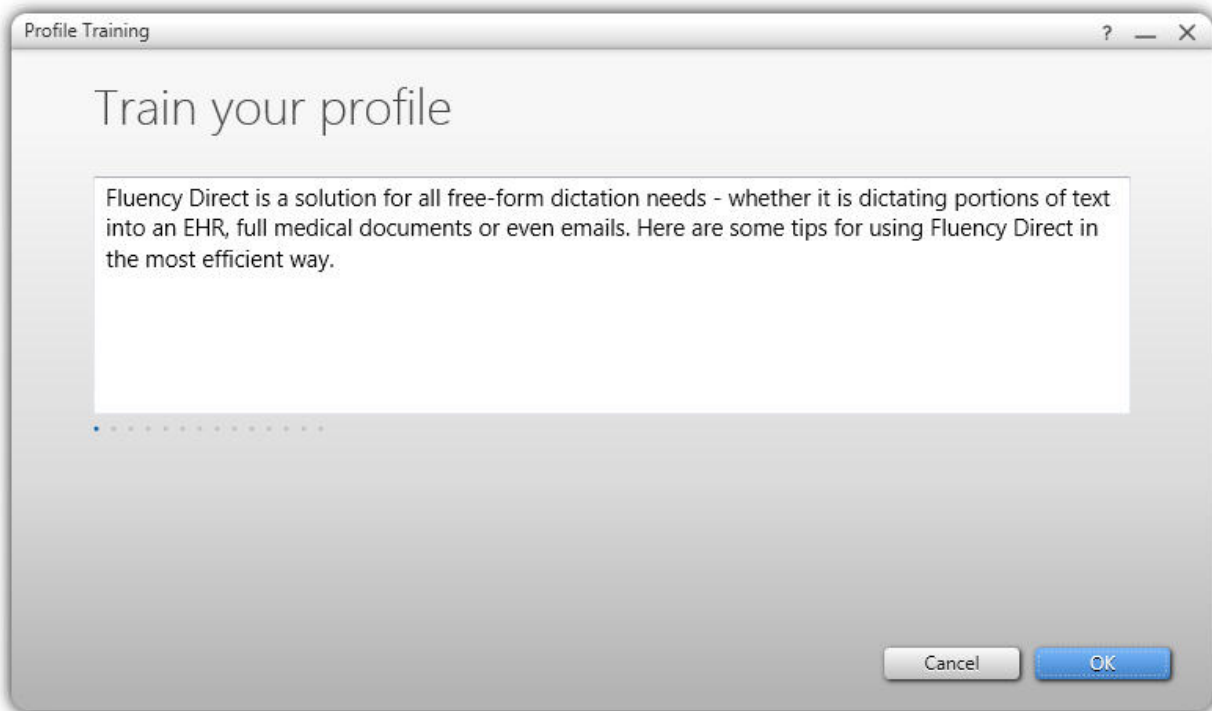 Profile Training
?
Train your profile
Fluency Direct is a solution for all free-form dictation needs - whether it is dictating portions of text
into an EHR, full medical documents or even emails. Here are some tips for using Fluency Direct in
the most efficient way.
Cancel
OK